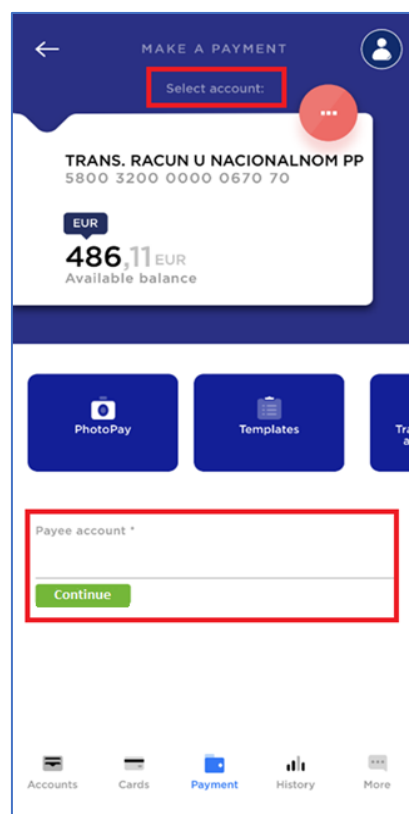 MAKE A PAYMENT
Select account:
TRANS. RACUN U NACIONALNOM PP
5800 3200 0000 0670 70
EUR
486,11 EUR
Available balance
PhotoPay
Templates
Payee account *
Continue
Accounts
Cards
Payment
History
More